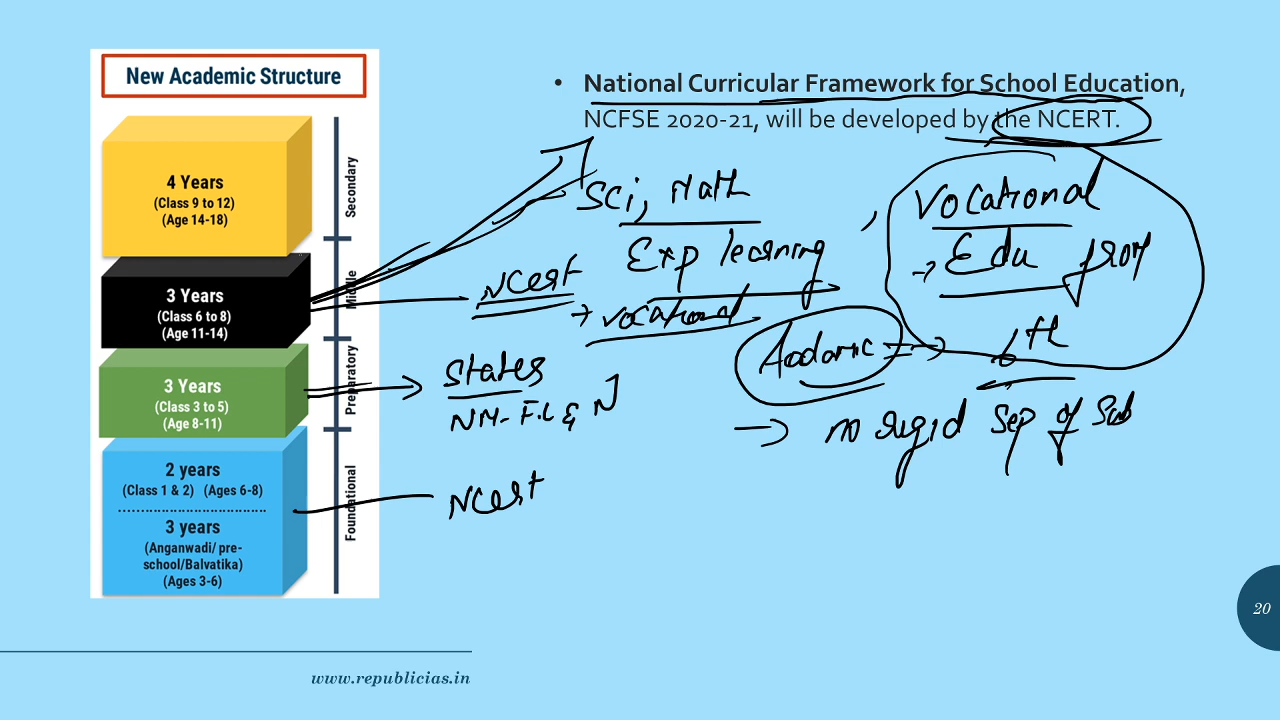 New Academic Structure
4 Years
(Class 9 to 12)
(Age 14-18)
Secondary
3 Years
(Class 6 to 8)
(Age 11-14)
Middle
3 Years
(Class 3 to 5)
(Age 8-11)
Preparatory
2 years
(Class 1 & 2) (Ages 6-8)
3 years
(Anganwadi/ pre-
school/Balvatika)
(Ages 3-6)
Foundational
• National Curricular Framework for School Education,
NCFSE 2020-21, will be developed by the NCERT.
Sci, Math
Exp learning
NCert
→ vocational
, Vocational
→ Edu from
6th
→
→ no rigid Sep of Sub
States
NM- F.L & N
NCert
20
www.republicias.in